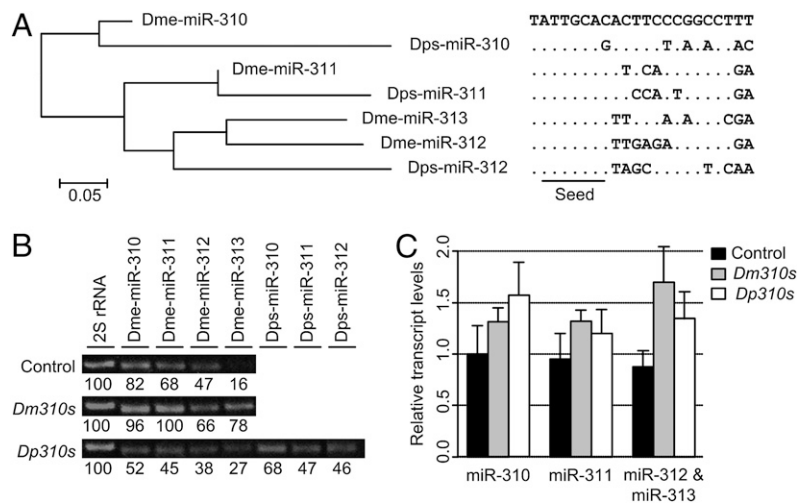 A
Dme-miR-310 TATTGCACACTTCCCGGCCTTT
Dps-miR-310 .......G.....T.A.A..AC
Dme-miR-311 .........T.CA.......GA
Dps-miR-311 ..........CCA.T.....GA
Dme-miR-313 ........TT...A.A...CGA
Dme-miR-312 ........TTGAGA......GA
Dps-miR-312 ........TAGC.....T.CAA
0.05
Seed
B
2S rRNA
Dme-miR-310
Dme-miR-311
Dme-miR-312
Dme-miR-313
Dps-miR-310
Dps-miR-311
Dps-miR-312
Control
100 82 68 47 16
Dm310s
100 96 100 66 78
Dp310s
100 52 45 38 27 68 47 46
C
Relative transcript levels
2.0
1.5
1.0
0.5
0.0
Control
Dm310s
Dp310s
miR-310 miR-311 miR-312 &
miR-313